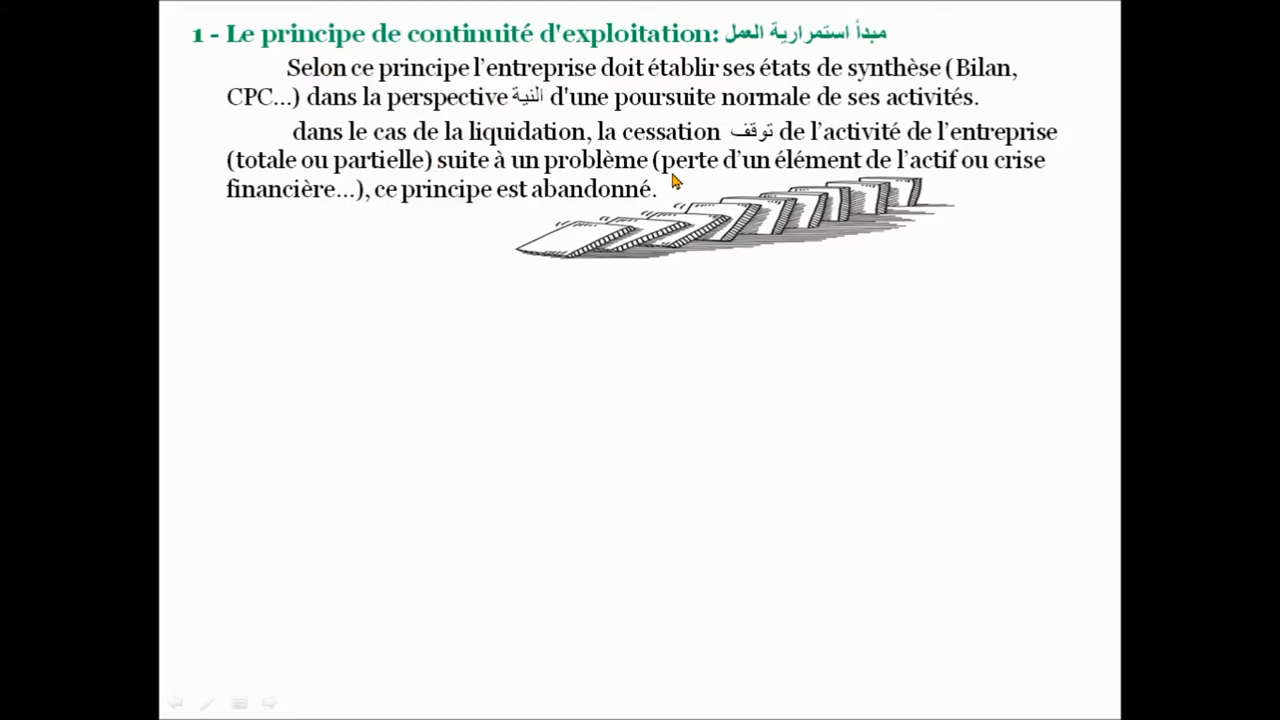 1 - Le principe de continuité d'exploitation: مبدأ استمرارية العمل
Selon ce principe l’entreprise doit établir ses états de synthèse (Bilan,
CPC…) dans la perspective النية d'une poursuite normale de ses activités.
dans le cas de la liquidation, la cessation توقف de l’activité de l’entreprise
(totale ou partielle) suite à un problème (perte d’un élément de l’actif ou crise
financière…), ce principe est abandonné.